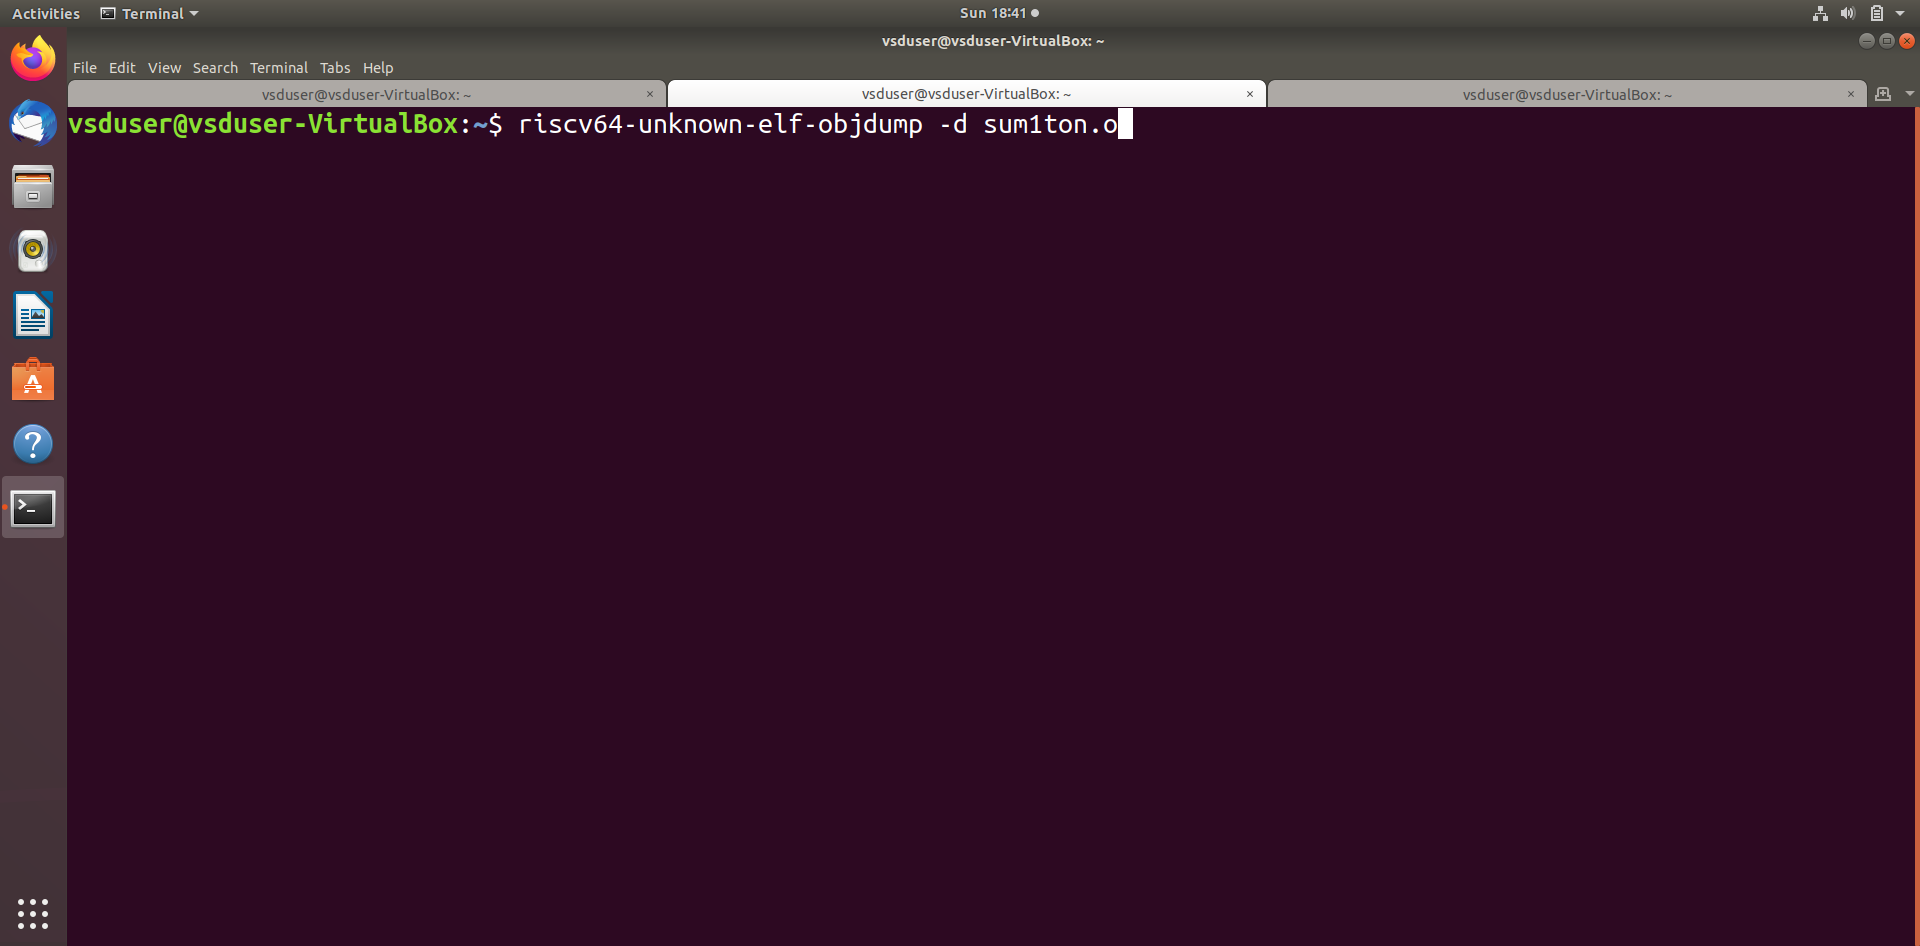 Activities Terminal Sun 18:41
vsduser@vsduser-VirtualBox: ~
File Edit View Search Terminal Tabs Help
vsduser@vsduser-VirtualBox: ~ × vsduser@vsduser-VirtualBox: ~ × vsduser@vsduser-VirtualBox: ~ ×
vsduser@vsduser-VirtualBox:~$ riscv64-unknown-elf-objdump -d sum1ton.o